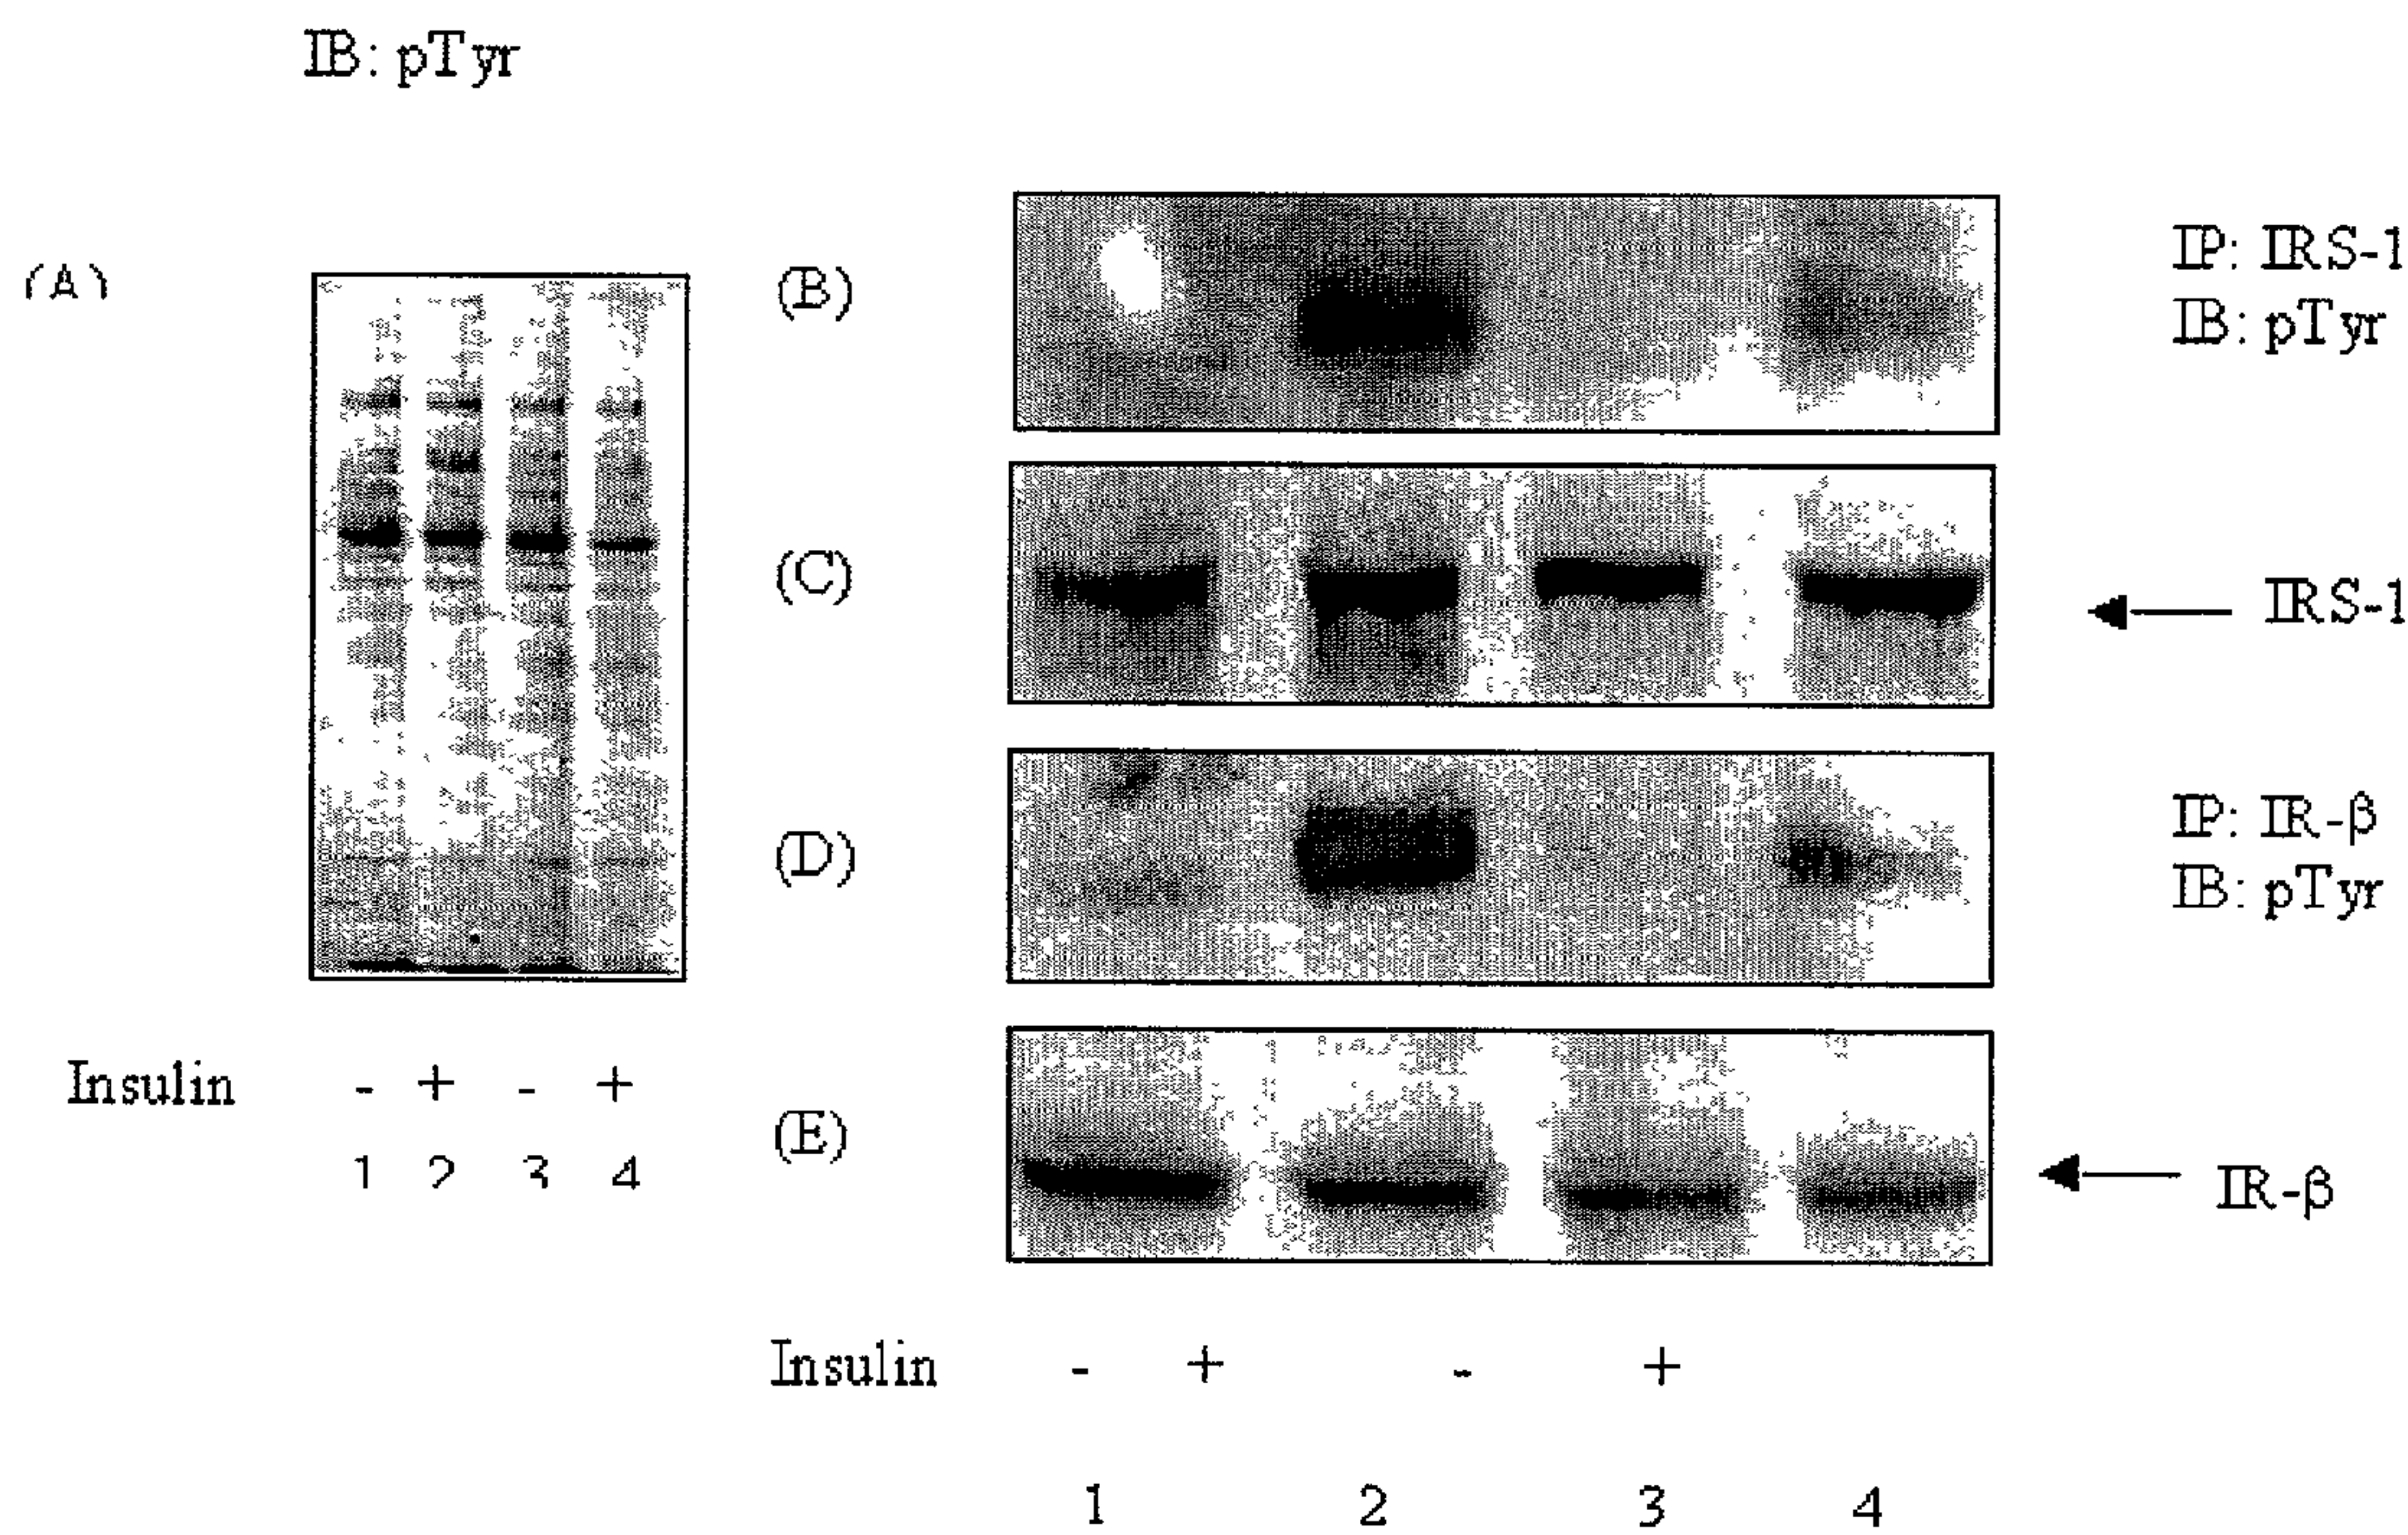 IB: pTyr
(A)
Insulin - + - +
1 2 3 4
(B)
IP: IRS-1
IB: pTyr
(C)
IRS-1
(D)
IP: IR-β
IB: pTyr
(E)
IR-β
Insulin - + - +
1 2 3 4